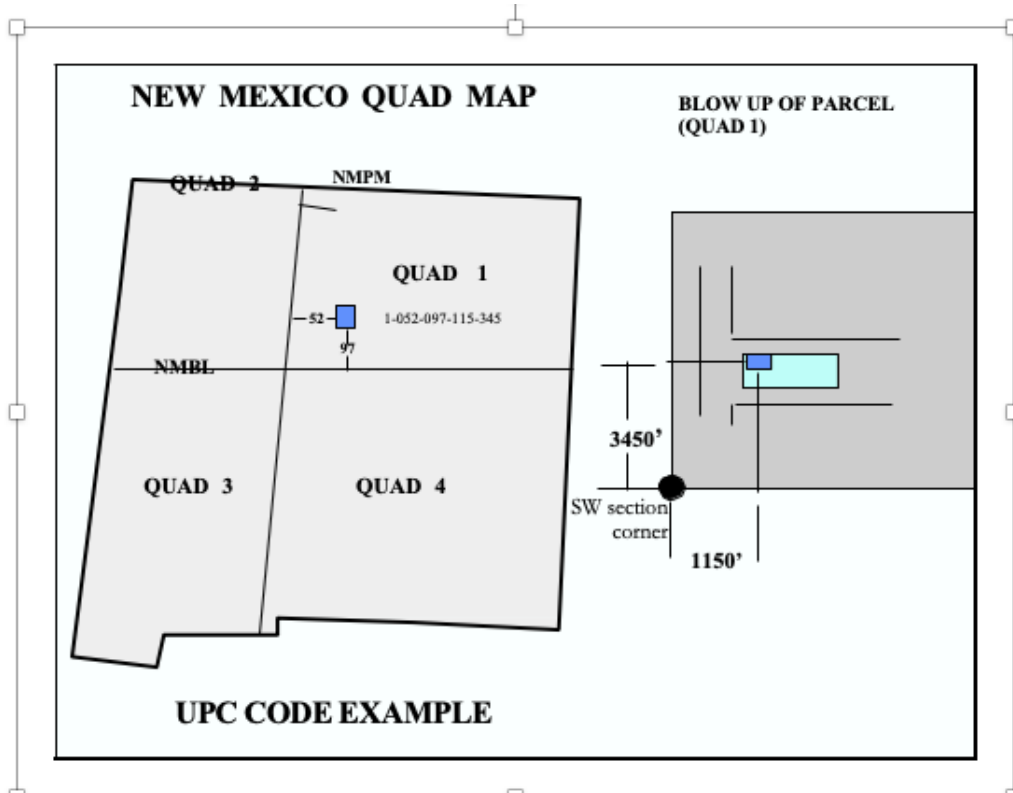 NEW MEXICO QUAD MAP
BLOW UP OF PARCEL
(QUAD 1)
QUAD 2
NMPM
QUAD 1
52
1-052-097-115-345
97
NMBL
3450’
QUAD 3
QUAD 4
SW section
corner
1150’
UPC CODE EXAMPLE